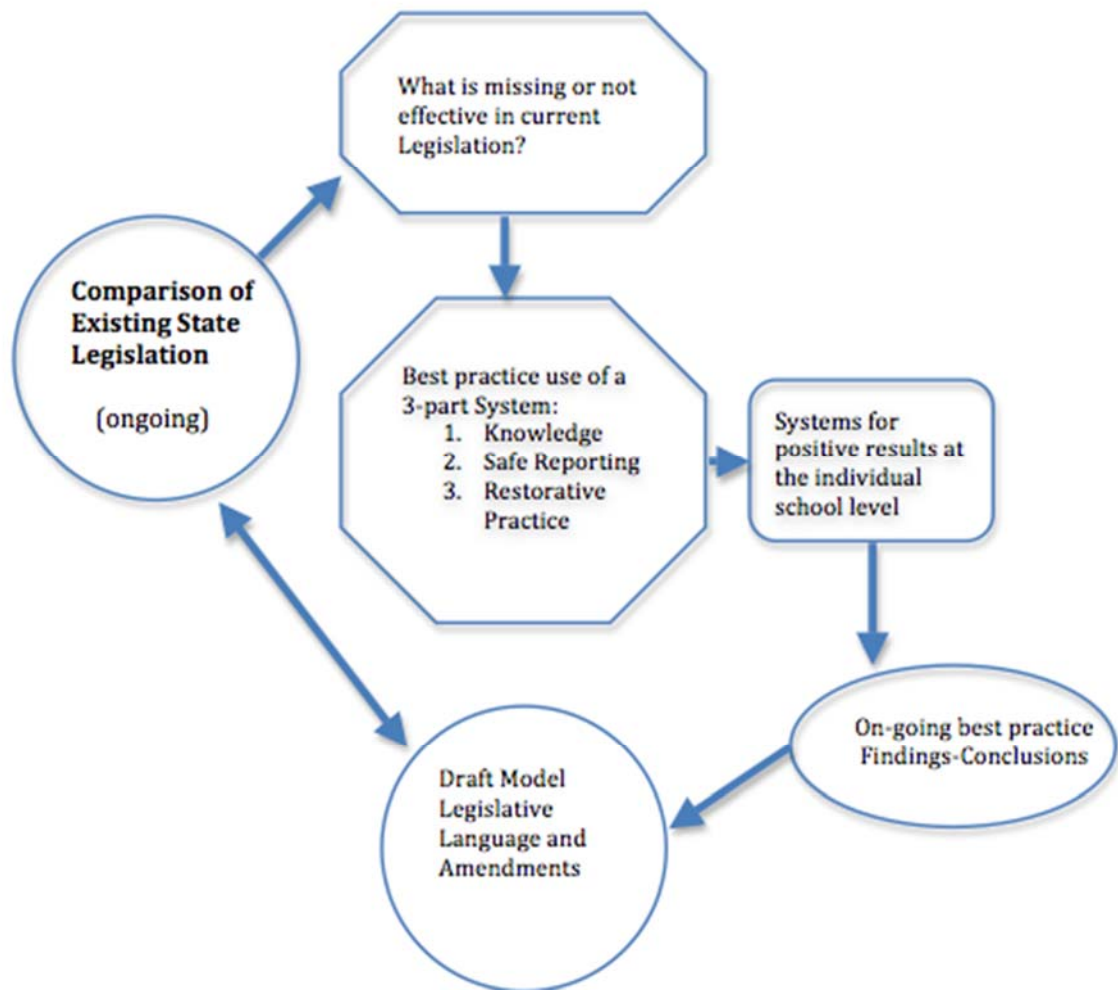 What is missing or not
effective in current
Legislation?
Comparison of
Existing State
Legislation
(ongoing)
Best practice use of a
3-part System:
1. Knowledge
2. Safe Reporting
3. Restorative
Practice
Systems for
positive results at
the individual
school level
On-going best practice
Findings-Conclusions
Draft Model
Legislative
Language and
Amendments